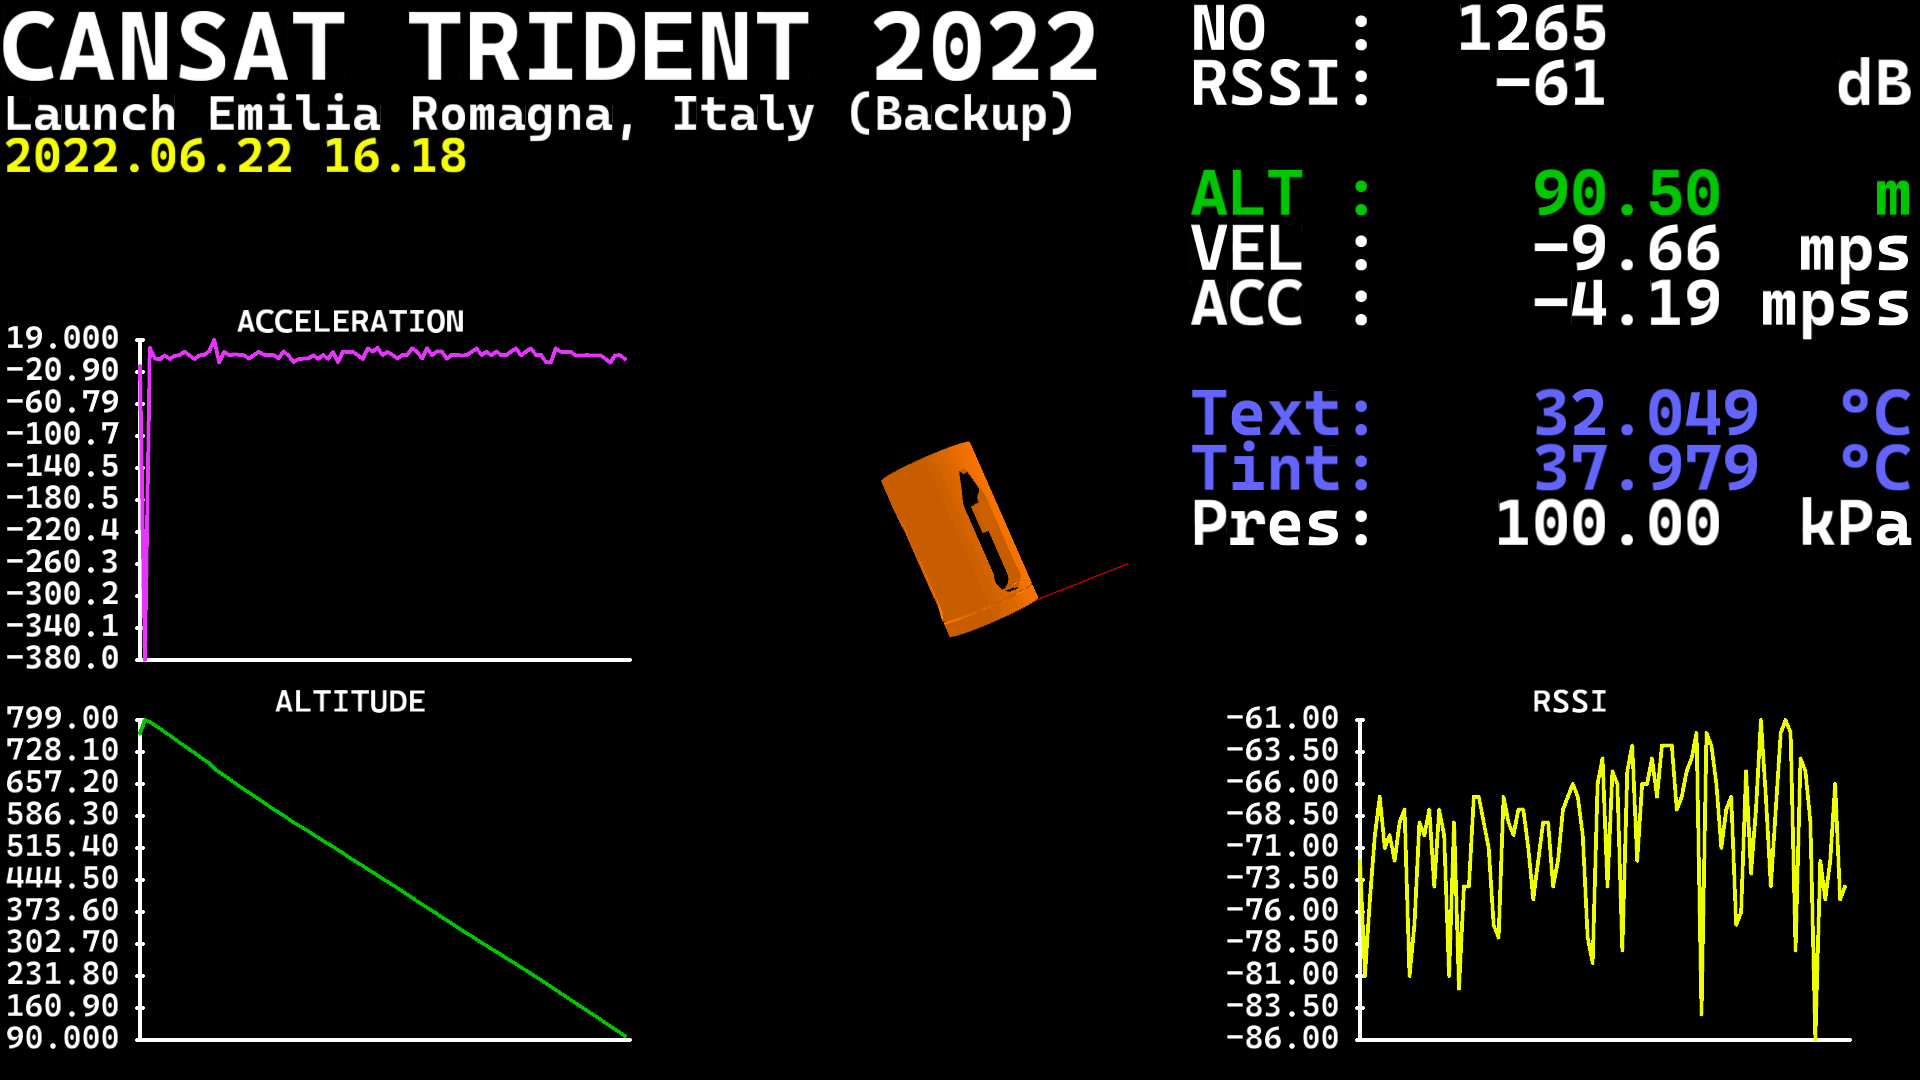 CANSAT TRIDENT 2022
Launch Emilia Romagna, Italy (Backup)
2022.06.22 16.18
NO : 1265
RSSI: −61 dB
ALT : 90.50 m
VEL : −9.66 mps
ACC : −4.19 mpss
Text: 32.049 °C
Tint: 37.979 °C
Pres: 100.00 kPa
ACCELERATION
19.000
−20.90
−60.79
−100.7
−140.5
−180.5
−220.4
−260.3
−300.2
−340.1
−380.0
ALTITUDE
799.00
728.10
657.20
586.30
515.40
444.50
373.60
302.70
231.80
160.90
90.000
RSSI
−61.00
−63.50
−66.00
−68.50
−71.00
−73.50
−76.00
−78.50
−81.00
−83.50
−86.00